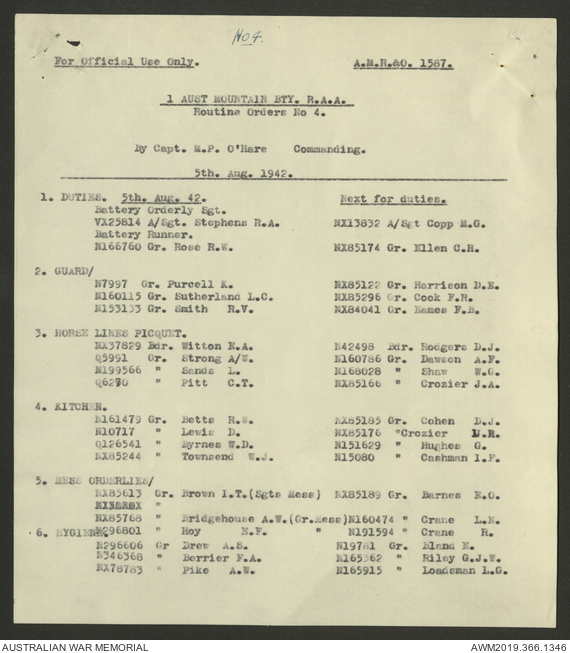 No 4.
For Official Use Only. A.M.R.&O. 1587.
1 AUST MOUNTAIN BTY. R.A.A.
Routine Orders No 4.
By Capt. M.P. O'Hare Commanding.
5th. Aug. 1942.
1. DUTIES. 5th. Aug. 42. Next for duties.
Battery Orderly Sgt.
VX25814 A/Sgt. Stephens R.A. NX13832 A/Sgt Copp M.G.
Battery Runner.
N166760 Gr. Rose R.W. NX85174 Gr. Ellen C.H.
2. GUARD/
N7997 Gr. Purcell K. NX85122 Gr. Harrison D.E.
N160115 Gr. Sutherland L.C. NX85296 Gr. Cook F.R.
N153133 Gr. Smith R.V. NX84041 Gr. Eames F.B.
3. HORSE LINES PICQUET.
NX37829 Bdr. Witton E.A. N42498 Bdr. Rodgers D.J.
Q5991 Gr. Strong A/W. N160786 Gr. Dawson A.F.
N199566 " Sands L. N168028 " Shaw W.G.
Q6270 " Pitt C.T. NX85166 " Crozier J.A.
4. KITCHEN.
N161479 Gr. Betts R.W. NX85185 Gr. Cohen D.J.
N10717 " Lewis D. NX85176 "Crozier R.
Q126541 " Byrnes W.D. N151629 " Hughes G.
NX85244 " Townsend W.J. N15080 " Cashman I.F.
5. MESS ORDERLIES/
NX85613 Gr. Brown I.T.(Sgts Mess) NX85189 Gr. Barnes E.O.
"
NX85768 " Bridgehouse A.W.(Gr.Mess) N160474 " Crane L.H.
6. HYGIENE. N296801 " Hoy E.F. " N191594 " Crane R.
N296606 Gr Drew A.S. N19781 Gr. Bland E.
N346368 " Berrier F.A. N165362 " Riley G.J.W.
NX78783 " Pike A.W. N165915 " Loadsman L.G.
AUSTRALIAN WAR MEMORIAL AWM2019.366.1346